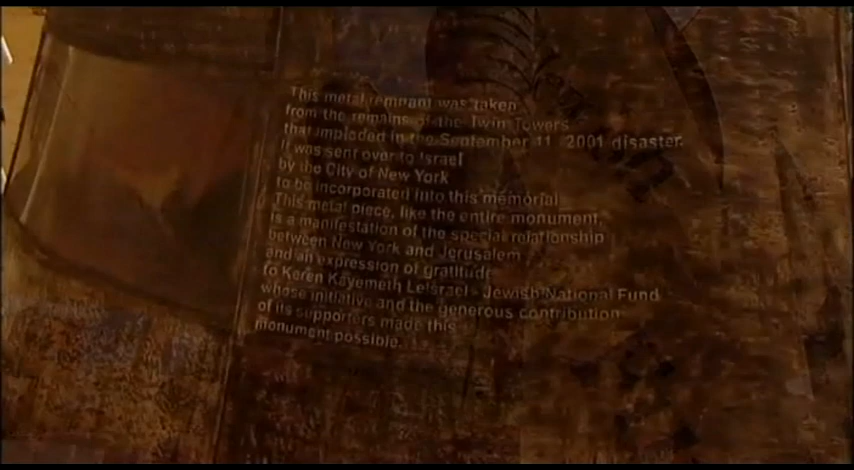 This metal remnant was taken
from the remains of the Twin Towers
that imploded in the September 11 2001 disaster.
It was sent over to Israel
by the City of New York
to be incorporated into this memorial
This metal piece, like the entire monument,
is a manifestation of the special relationship
between New York and Jerusalem
and an expression of gratitude
to Keren Kayemeth LeIsrael - Jewish National Fund
whose initiative and the generous contribution
of its supporters made this
monument possible.